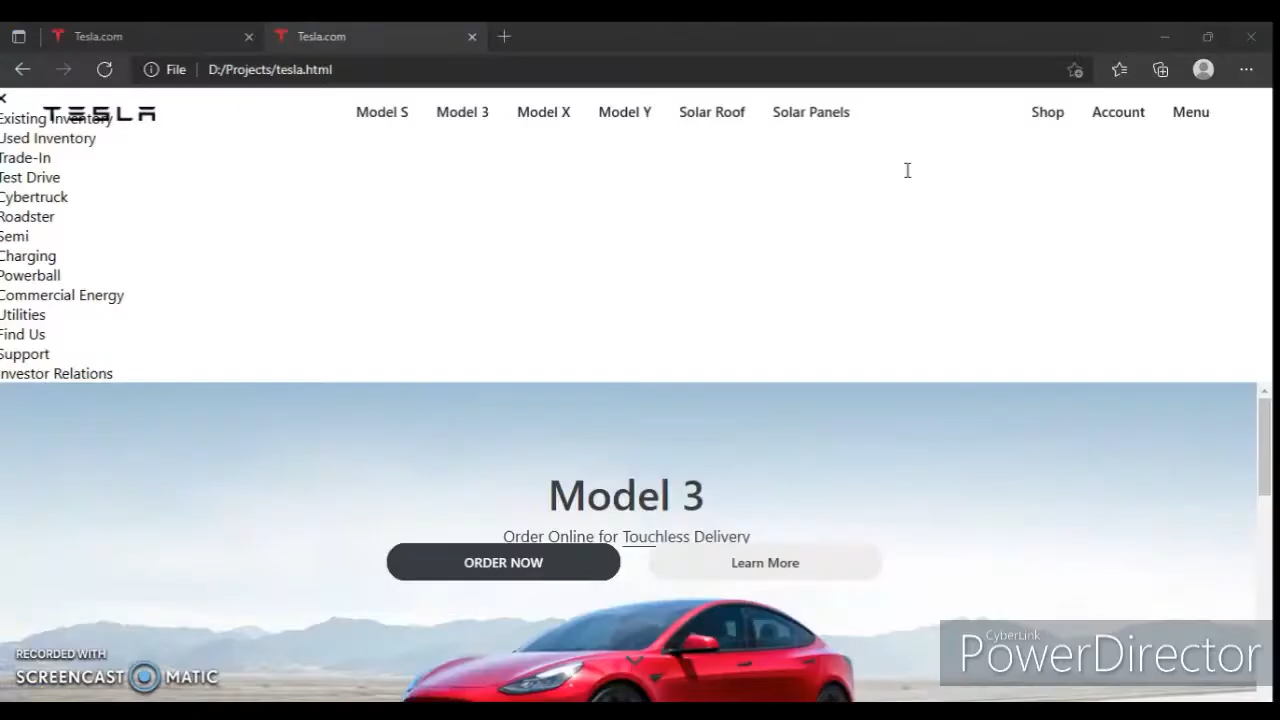 Tesla.com
Tesla.com
File
D:/Projects/tesla.html
TESLA
Model S
Model 3
Model X
Model Y
Solar Roof
Solar Panels
Shop
Account
Menu
×
Existing Inventory
Used Inventory
Trade-In
Test Drive
Cybertruck
Roadster
Semi
Charging
Powerball
Commercial Energy
Utilities
Find Us
Support
Investor Relations
Model 3
Order Online for Touchless Delivery
ORDER NOW
Learn More
RECORDED WITH
SCREENCAST MATIC
CyberLink
PowerDirector